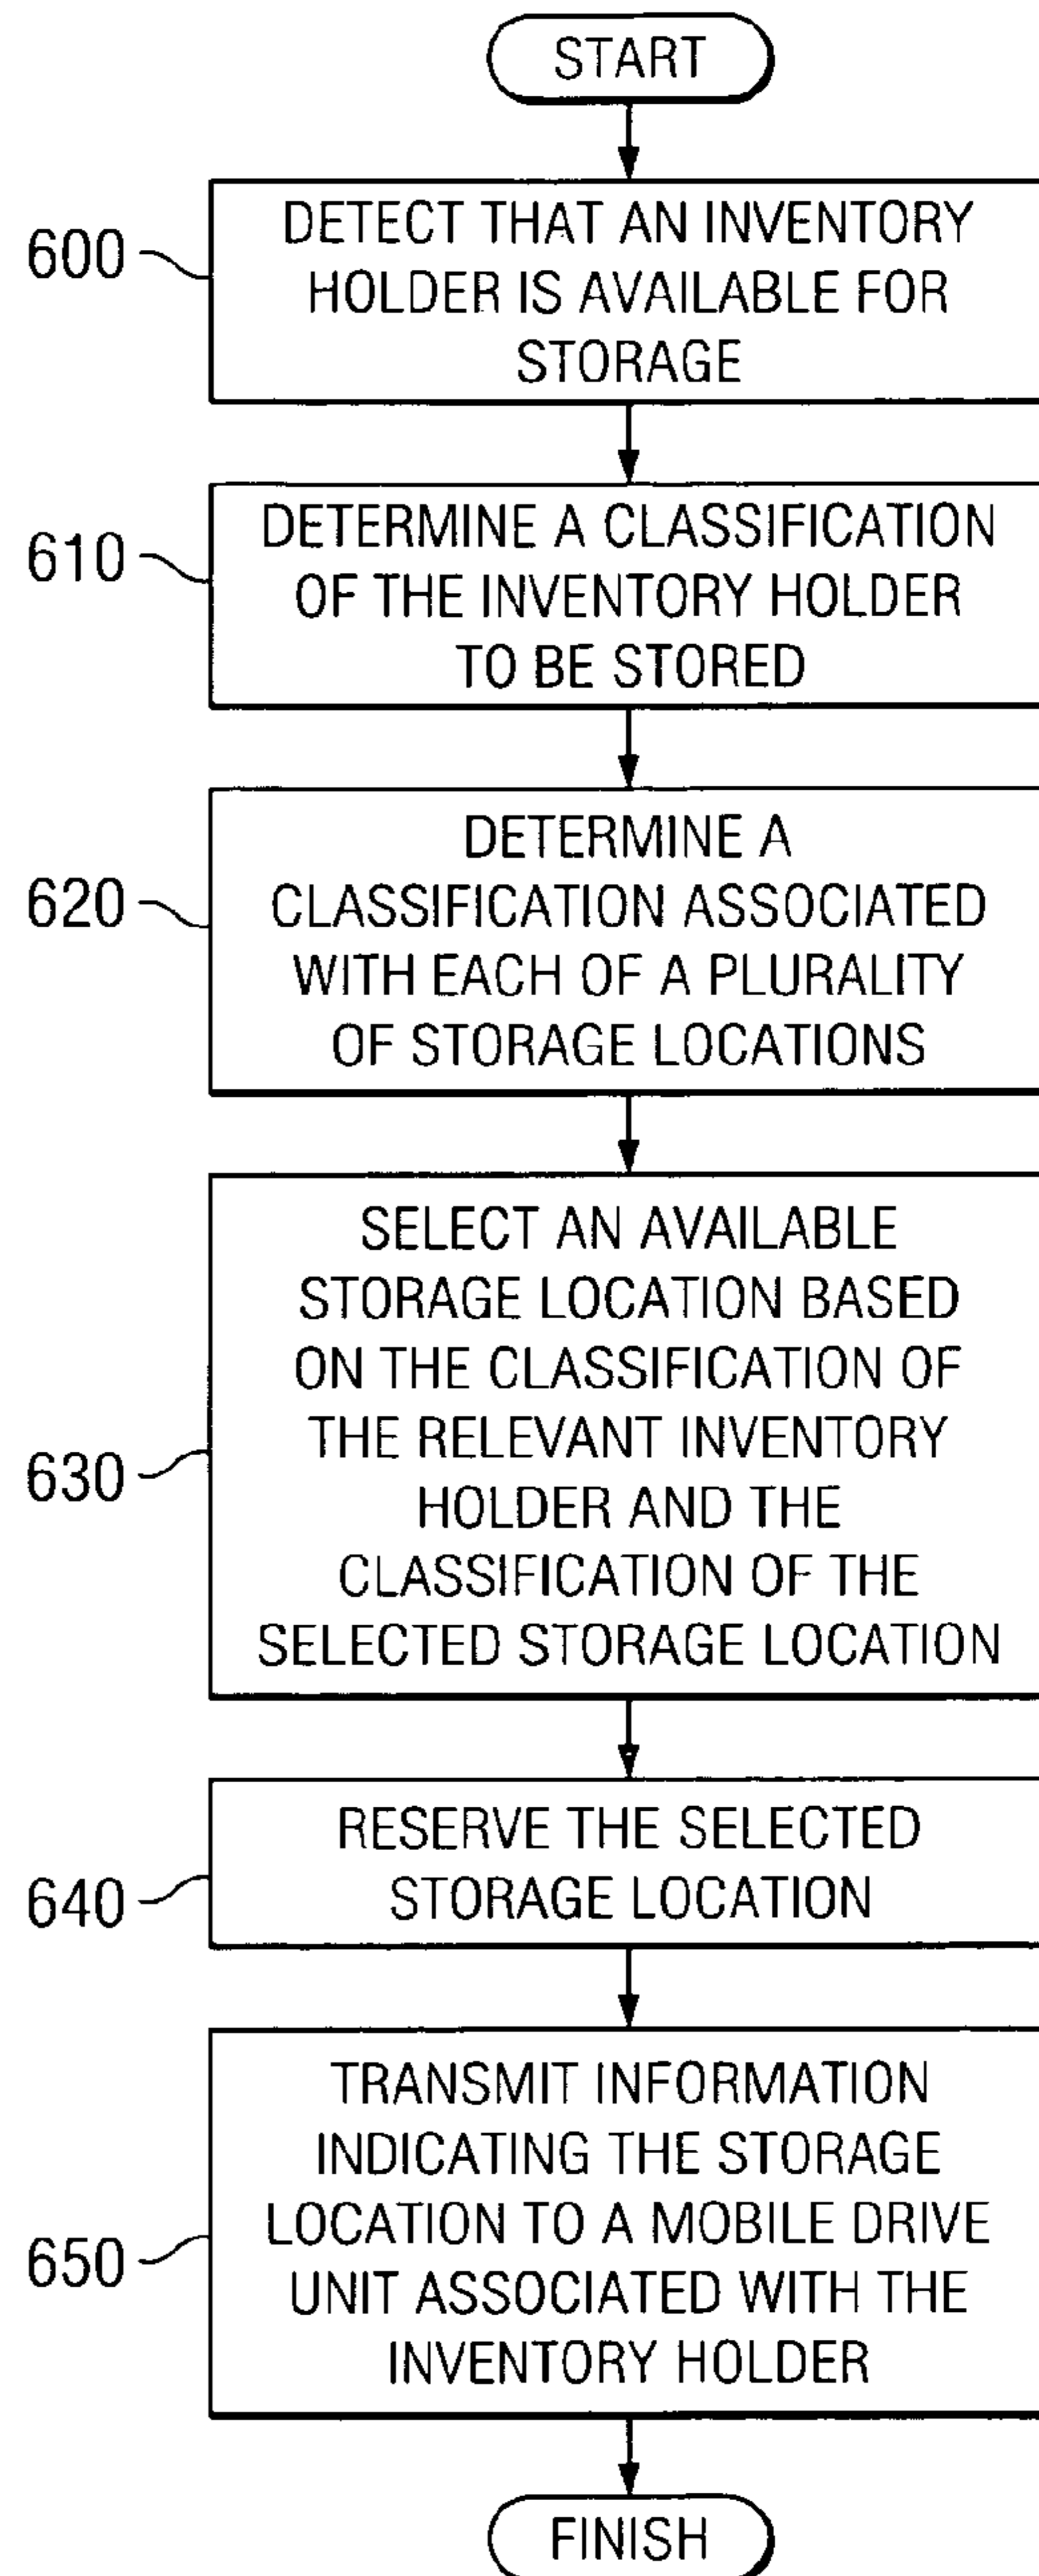 START
600
DETECT THAT AN INVENTORY
HOLDER IS AVAILABLE FOR
STORAGE
610
DETERMINE A CLASSIFICATION
OF THE INVENTORY HOLDER
TO BE STORED
620
DETERMINE A
CLASSIFICATION ASSOCIATED
WITH EACH OF A PLURALITY
OF STORAGE LOCATIONS
630
SELECT AN AVAILABLE
STORAGE LOCATION BASED
ON THE CLASSIFICATION OF
THE RELEVANT INVENTORY
HOLDER AND THE
CLASSIFICATION OF THE
SELECTED STORAGE LOCATION
640
RESERVE THE SELECTED
STORAGE LOCATION
650
TRANSMIT INFORMATION
INDICATING THE STORAGE
LOCATION TO A MOBILE DRIVE
UNIT ASSOCIATED WITH THE
INVENTORY HOLDER
FINISH